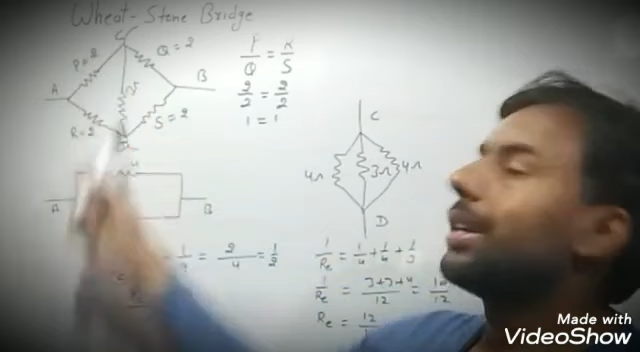 Wheat-Stone Bridge
C
P=2
Q=2
A
B
R=2
S=2
P/Q = R/S
2/2 = 2/2
1 = 1
C
4Ω 3Ω 4Ω
D
4
A B
= 2/4 = 1/2
1/Re = 1/4 + 1/4 + 1/3
1/Re = 3+3+4/12 = 10/12
Re = 12/
Made with
VideoShow